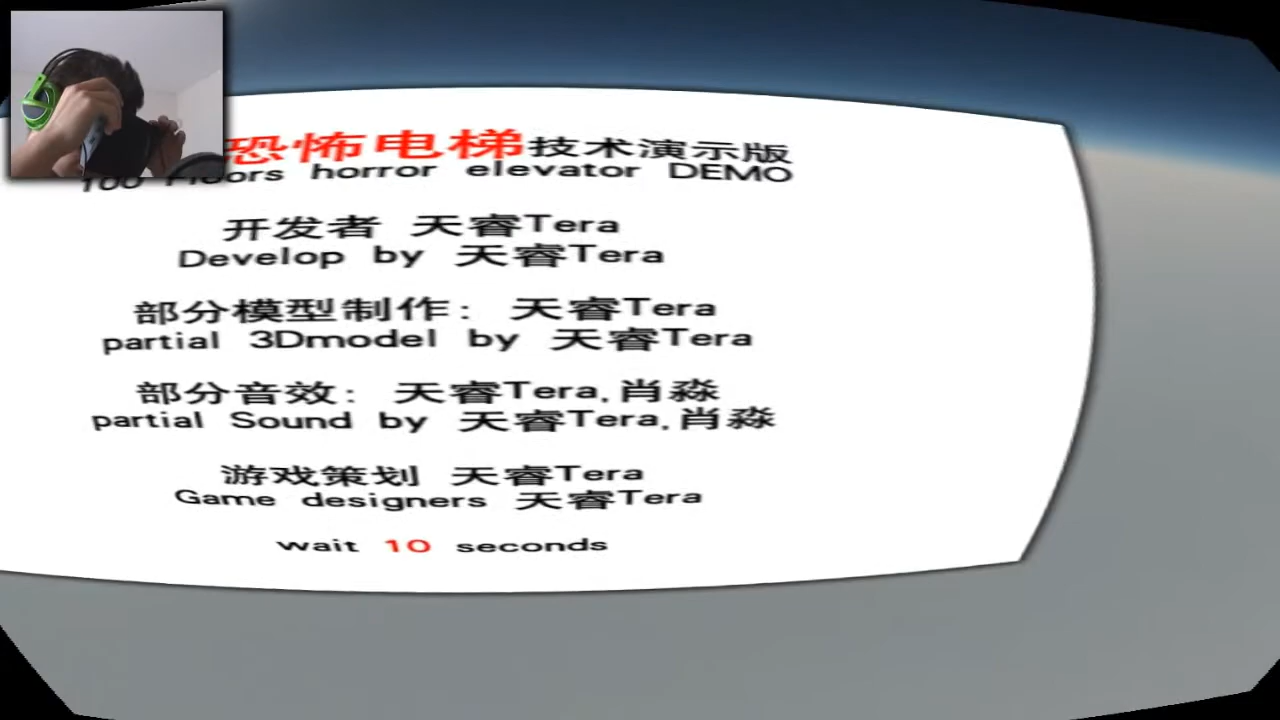 恐怖电梯技术演示版
100 Floors horror elevator DEMO
开发者 天睿Tera
Develop by 天睿Tera
部分模型制作: 天睿Tera
partial 3Dmodel by 天睿Tera
部分音效: 天睿Tera,肖淼
partial Sound by 天睿Tera,肖淼
游戏策划 天睿Tera
Game designers 天睿Tera
wait 10 seconds